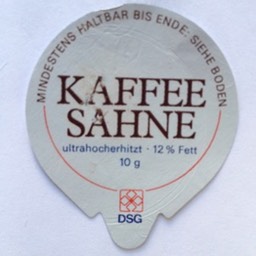 MINDESTENS HALTBAR BIS ENDE: SIEHE BODEN
KAFFEE
SAHNE
ultrahocherhitzt · 12 % Fett
10 g
DSG